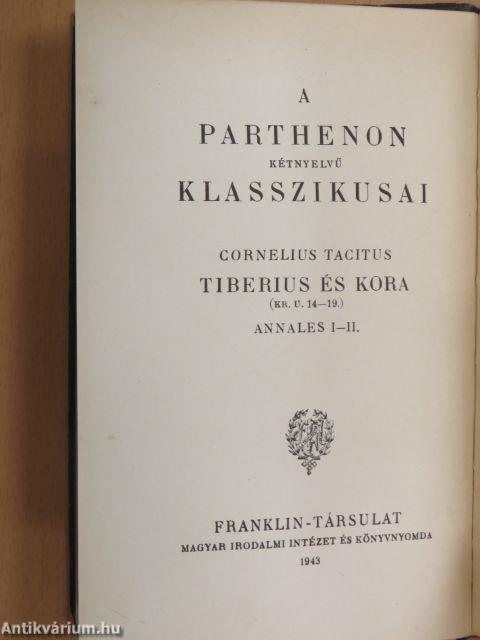 A
PARTHENON
KÉTNYELVŰ
KLASSZIKUSAI
CORNELIUS TACITUS
TIBERIUS ÉS KORA
(KR. U. 14–19.)
ANNALES I–II.
FRANKLIN-TÁRSULAT
MAGYAR IRODALMI INTÉZET ÉS KÖNYVNYOMDA
1943
Antikvárium.hu